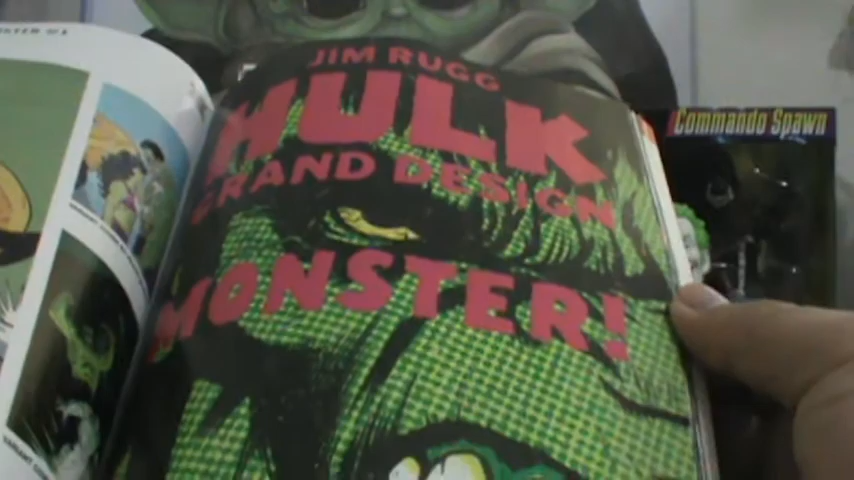 JIM RUGG
HULK
GRAND DESIGN
MONSTER!
Commando Spawn